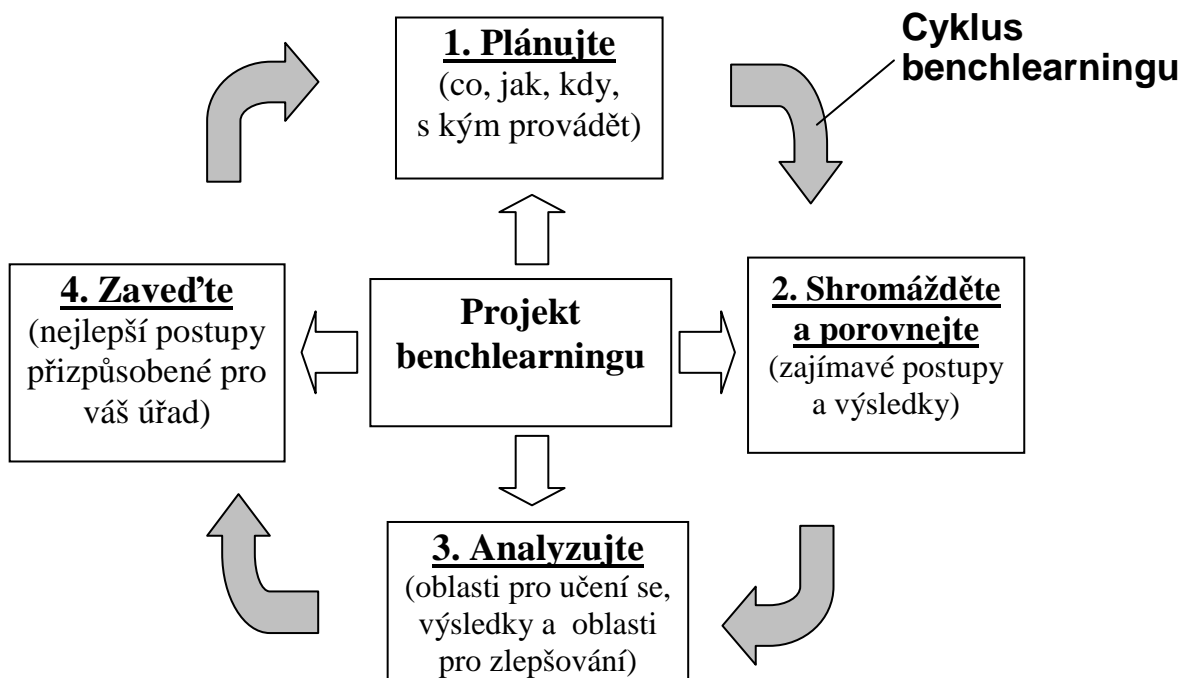 Cyklus
benchlearningu
1. Plánujte
(co, jak, kdy,
s kým provádět)
4. Zaveďte
(nejlepší postupy
přizpůsobené pro
váš úřad)
Projekt
benchlearningu
2. Shromážděte
a porovnejte
(zajímavé postupy
a výsledky)
3. Analyzujte
(oblasti pro učení se,
výsledky a oblasti
pro zlepšování)